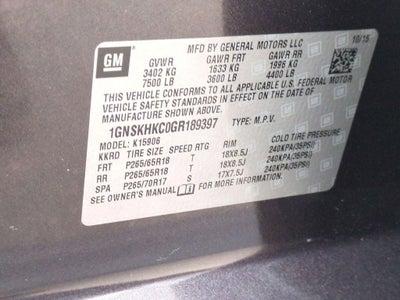 GM
MFD BY GENERAL MOTORS LLC 10/15
GVWR GAWR FRT GAWR RR
3402 KG 1633 KG 1996 KG
7500 LB 3600 LB 4400 LB
THIS VEHICLE CONFORMS TO ALL APPLICABLE U.S. FEDERAL MOTOR
VEHICLE SAFETY STANDARDS IN EFFECT ON THE DATE OF
MANUFACTURE SHOWN ABOVE.
1GNSKHKC0GR189397 TYPE: M.P.V.
MODEL: K15906
KKRD TIRE SIZE SPEED RTG RIM COLD TIRE PRESSURE
FRT P265/65R18 T 18X8.5J 240KPA(35PSI)
RR P265/65R18 T 18X8.5J 240KPA(35PSI)
SPA P265/70R17 S 17X7.5J 240KPA(35PSI)
SEE OWNER'S MANUAL FOR MORE INFORMATION.